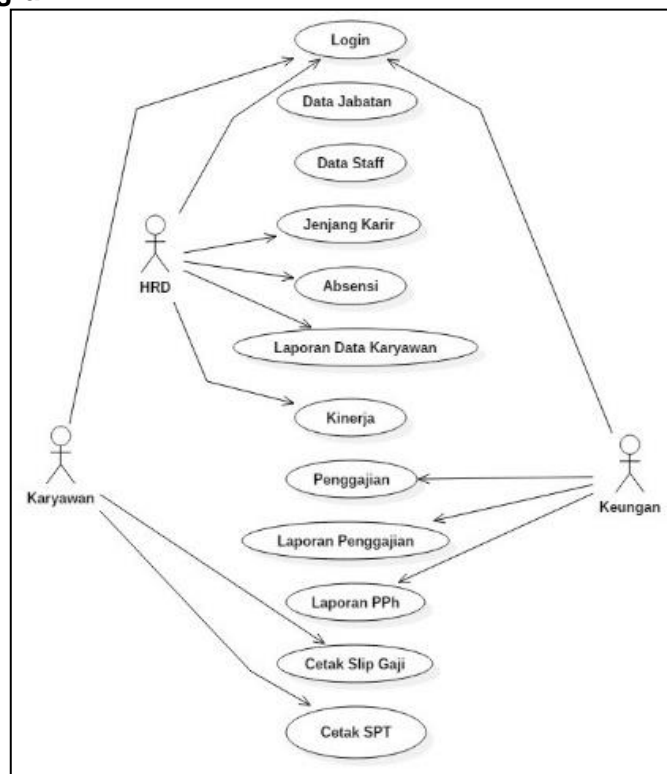 Login
Data Jabatan
Data Staff
Jenjang Karir
HRD
Absensi
Laporan Data Karyawan
Kinerja
Karyawan
Penggajian
Keungan
Laporan Penggajian
Laporan PPh
Cetak Slip Gaji
Cetak SPT